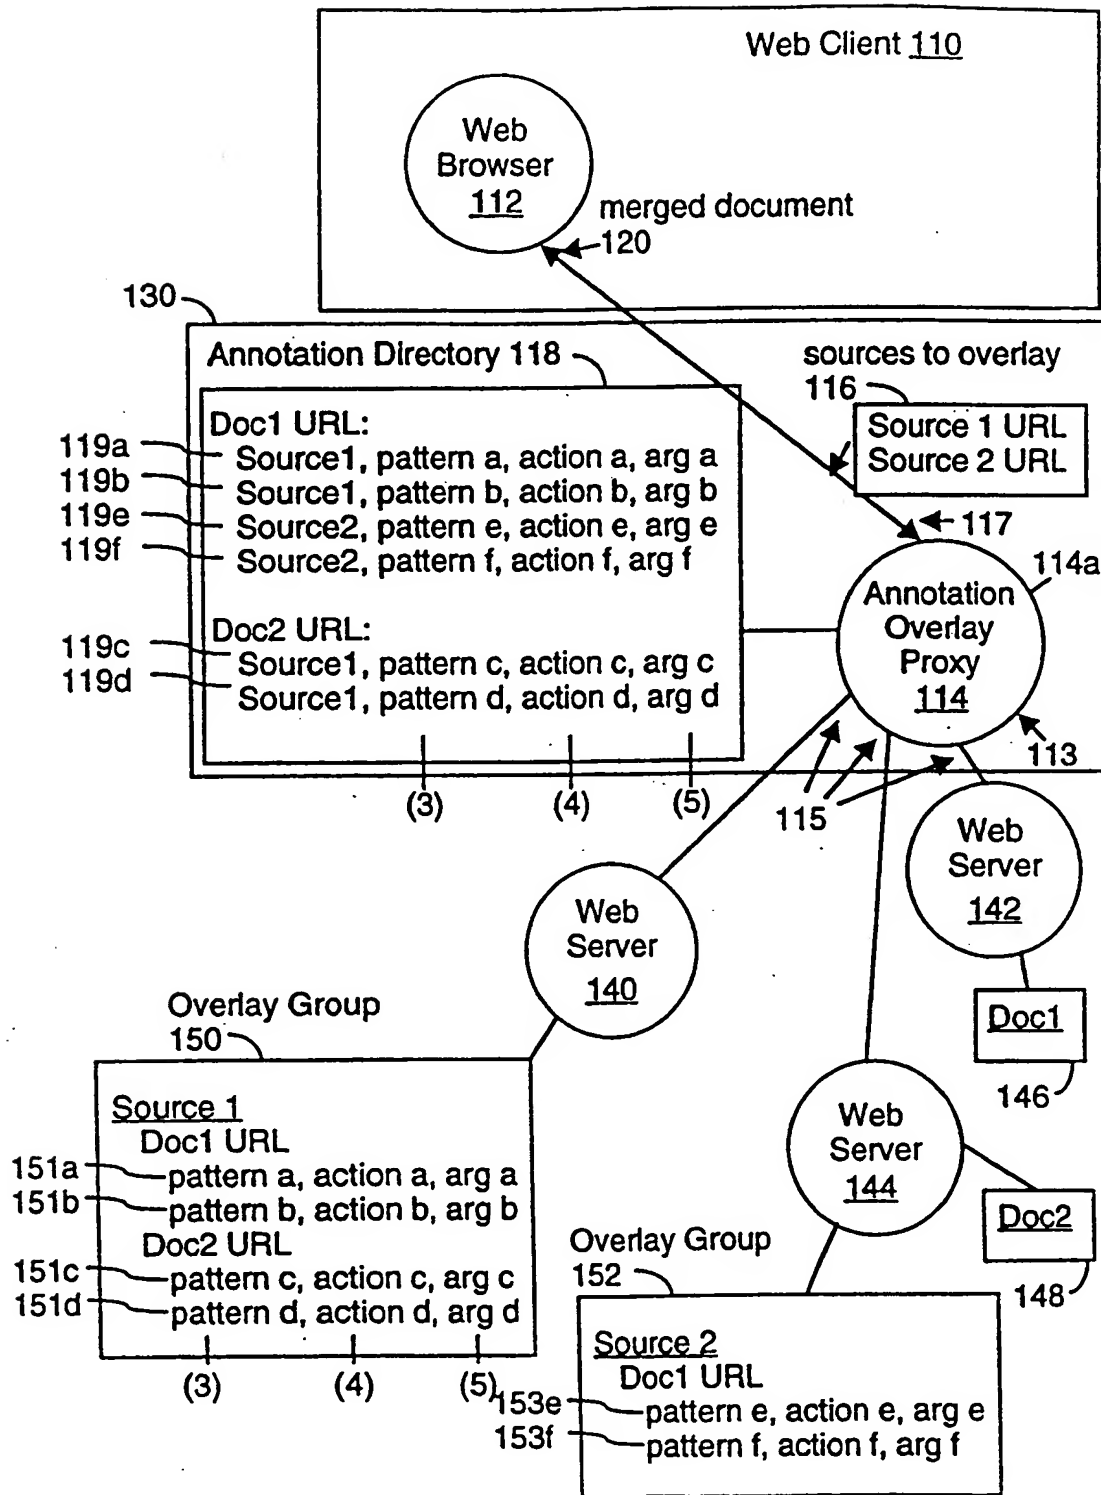 Web Client 110
Web
Browser
112
merged document
120
130
Annotation Directory 118
sources to overlay
116
Source 1 URL
Source 2 URL
Doc1 URL:
119a
Source1, pattern a, action a, arg a
119b
Source1, pattern b, action b, arg b
119e
Source2, pattern e, action e, arg e
119f
Source2, pattern f, action f, arg f
117
114a
Annotation
Overlay
Proxy
114
Doc2 URL:
119c
Source1, pattern c, action c, arg c
119d
Source1, pattern d, action d, arg d
113
(3)
(4)
(5)
115
Web
Server
142
Web
Server
140
Doc1
146
Overlay Group
150
Source 1
Doc1 URL
151a
pattern a, action a, arg a
151b
pattern b, action b, arg b
Doc2 URL
151c
pattern c, action c, arg c
151d
pattern d, action d, arg d
(3)
(4)
(5)
Web
Server
144
Doc2
148
Overlay Group
152
Source 2
Doc1 URL
153e
pattern e, action e, arg e
153f
pattern f, action f, arg f